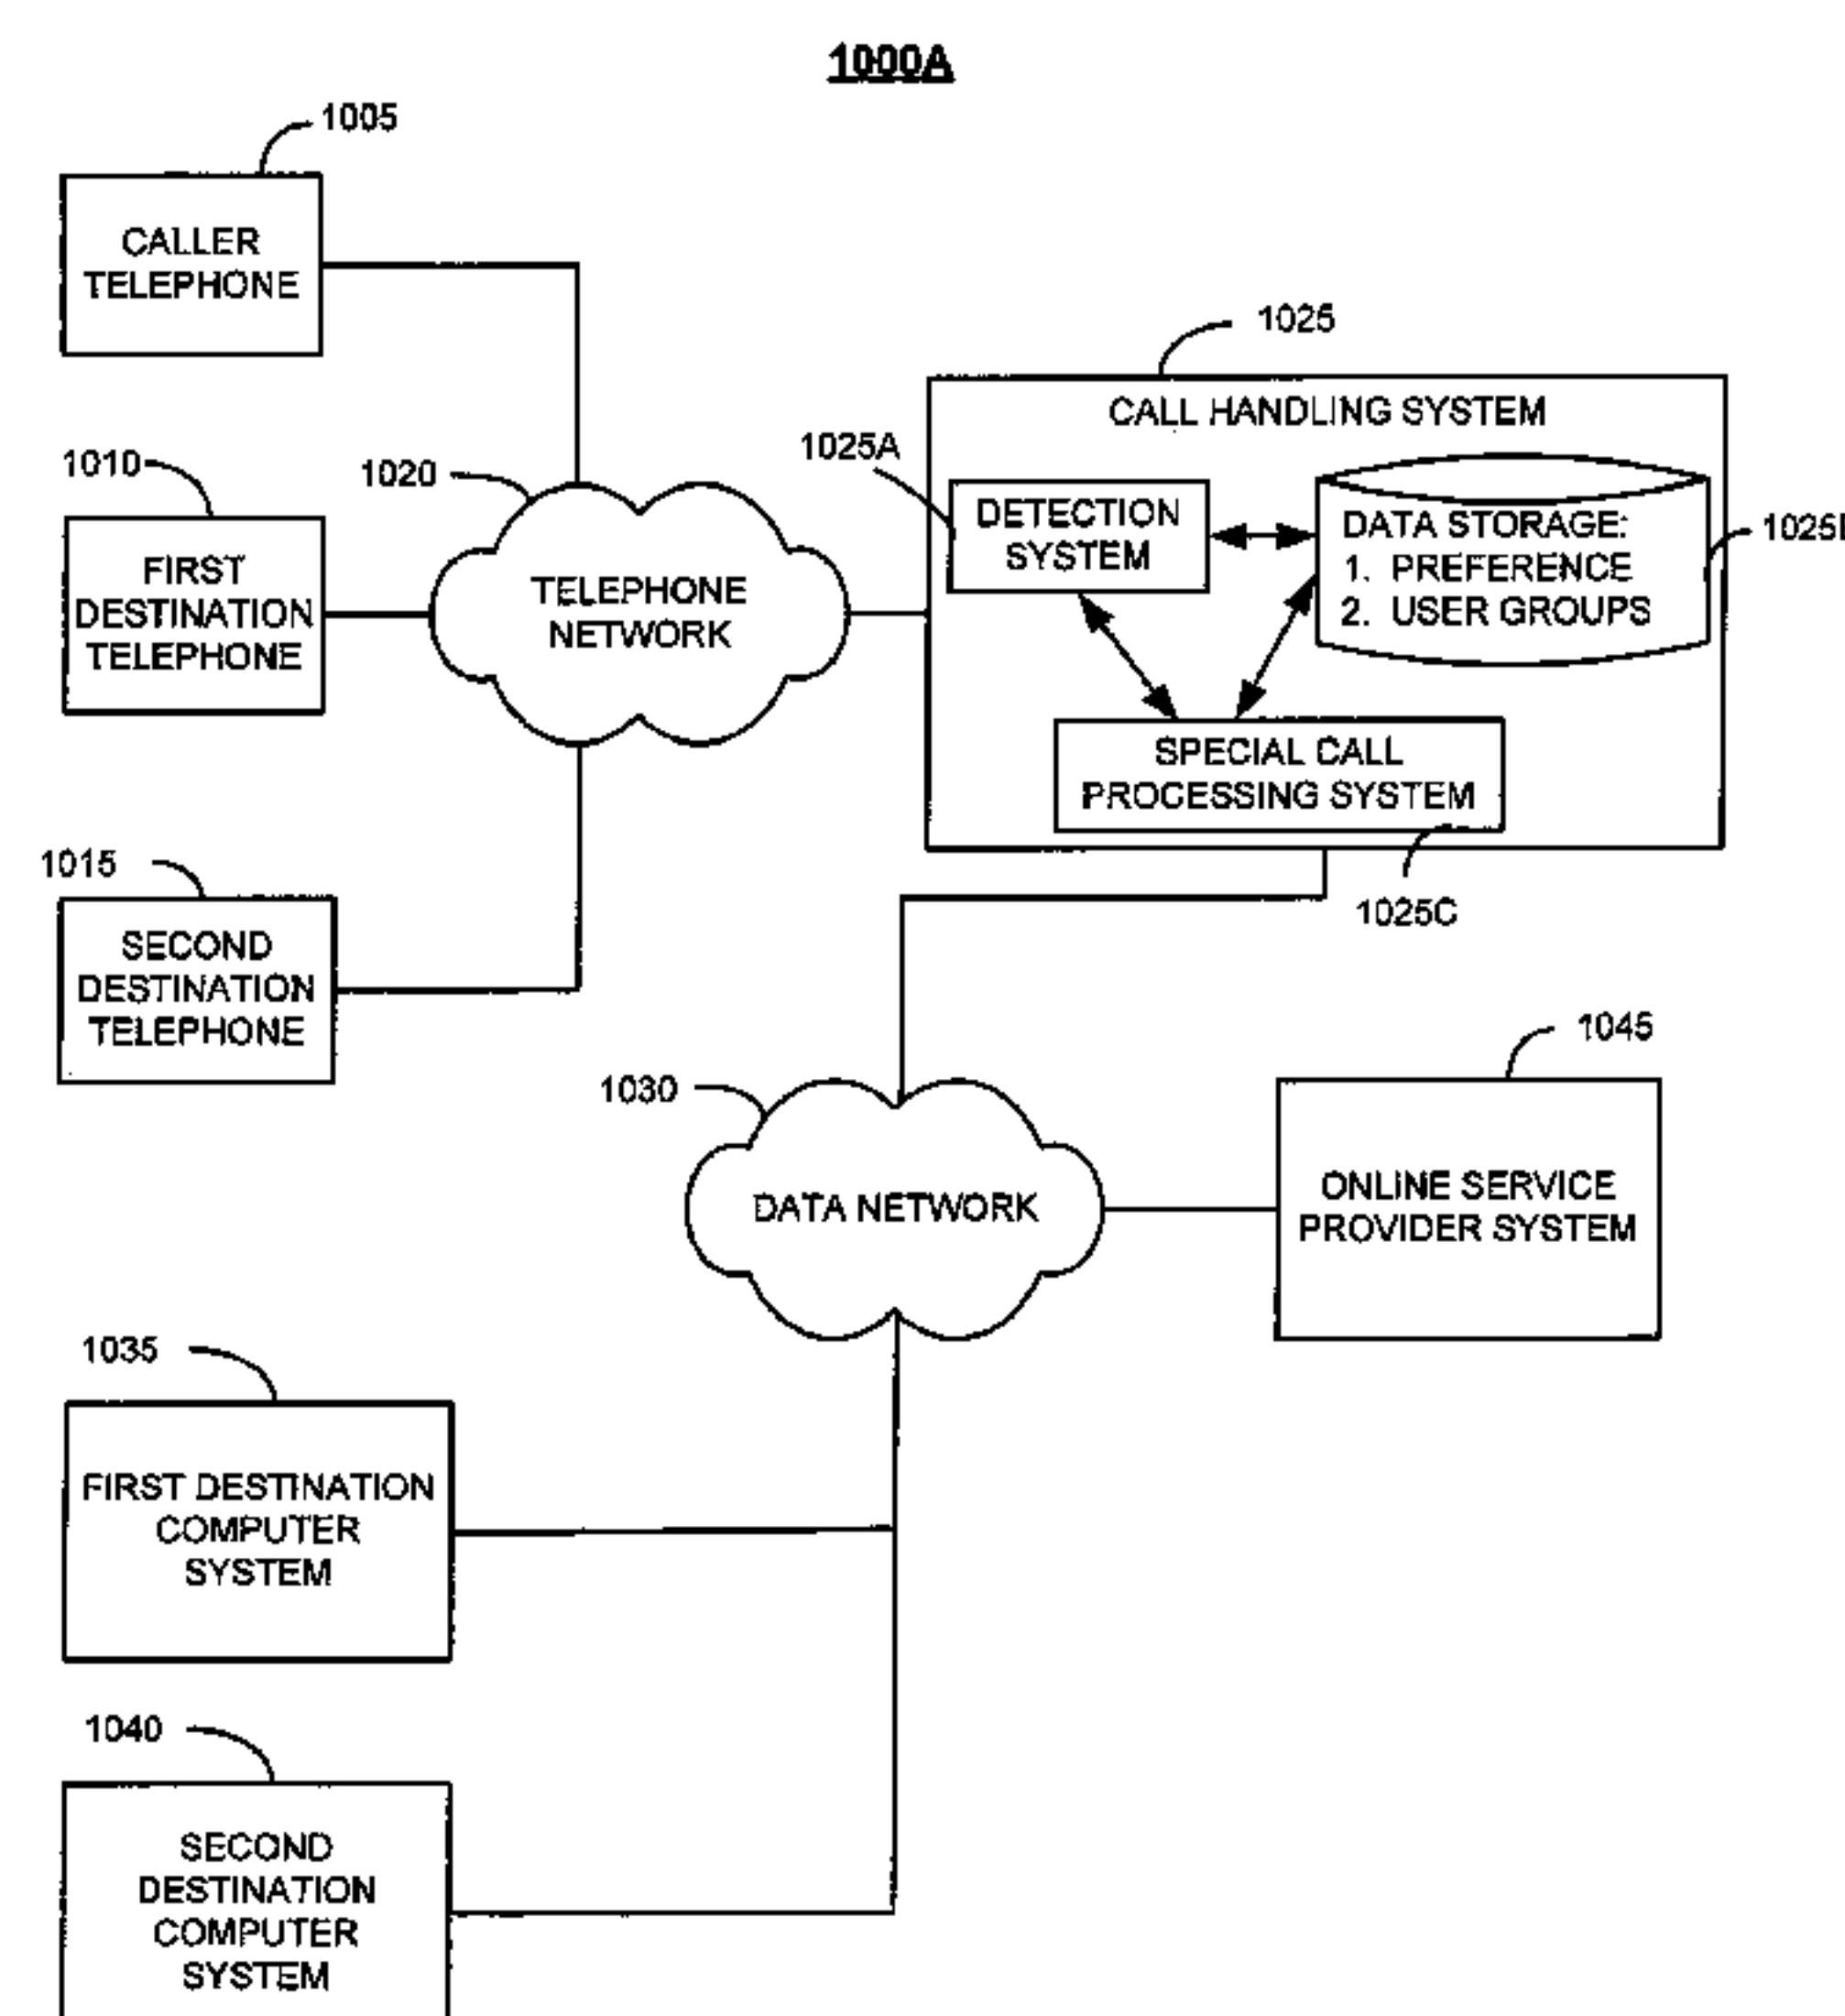 1000A
1005
CALLER
TELEPHONE
1025
CALL HANDLING SYSTEM
1025A
1010
1020
DETECTION
SYSTEM
DATA STORAGE:
1. PREFERENCE
2. USER GROUPS
FIRST
DESTINATION
TELEPHONE
TELEPHONE
NETWORK
SPECIAL CALL
PROCESSING SYSTEM
1015
1025C
SECOND
DESTINATION
TELEPHONE
1045
1030
DATA NETWORK
ONLINE SERVICE
PROVIDER SYSTEM
1035
FIRST DESTINATION
COMPUTER
SYSTEM
1040
SECOND
DESTINATION
COMPUTER
SYSTEM